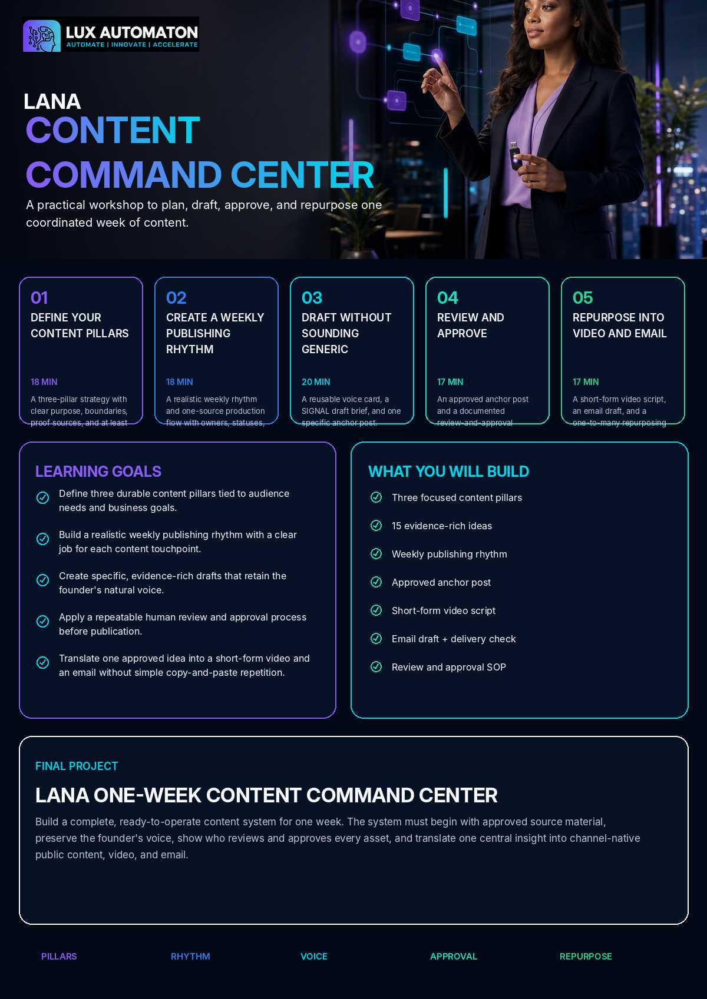 LUX AUTOMATON
AUTOMATE | INNOVATE | ACCELERATE
LANA
CONTENT
COMMAND CENTER
A practical workshop to plan, draft, approve, and repurpose one
coordinated week of content.
01
DEFINE YOUR
CONTENT PILLARS
18 MIN
A three-pillar strategy with
clear purpose, boundaries,
proof sources, and at least
02
CREATE A WEEKLY
PUBLISHING
RHYTHM
18 MIN
A realistic weekly rhythm
and one-source production
flow with owners, statuses,
03
DRAFT WITHOUT
SOUNDING
GENERIC
20 MIN
A reusable voice card, a
SIGNAL draft brief, and one
specific anchor post.
04
REVIEW AND
APPROVE
17 MIN
An approved anchor post
and a documented
review-and-approval
05
REPURPOSE INTO
VIDEO AND EMAIL
17 MIN
A short-form video script,
an email draft, and a
one-to-many repurposing
LEARNING GOALS
Define three durable content pillars tied to audience
needs and business goals.
Build a realistic weekly publishing rhythm with a clear
job for each content touchpoint.
Create specific, evidence-rich drafts that retain the
founder's natural voice.
Apply a repeatable human review and approval process
before publication.
Translate one approved idea into a short-form video and
an email without simple copy-and-paste repetition.
WHAT YOU WILL BUILD
Three focused content pillars
15 evidence-rich ideas
Weekly publishing rhythm
Approved anchor post
Short-form video script
Email draft + delivery check
Review and approval SOP
FINAL PROJECT
LANA ONE-WEEK CONTENT COMMAND CENTER
Build a complete, ready-to-operate content system for one week. The system must begin with approved source material,
preserve the founder's voice, show who reviews and approves every asset, and translate one central insight into channel-native
public content, video, and email.
PILLARS
RHYTHM
VOICE
APPROVAL
REPURPOSE